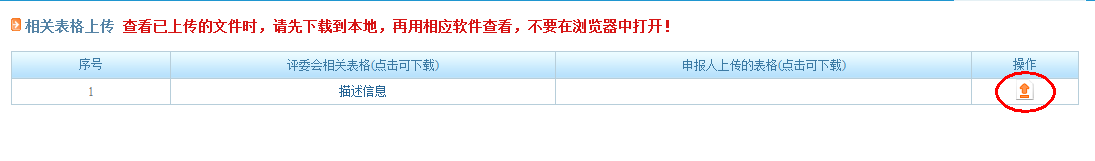 相关表格上传 查看已上传的文件时，请先下载到本地，再用相应软件查看，不要在浏览器中打开！
序号 评委会相关表格(点击可下载) 申报人上传的表格(点击可下载) 操作
1 描述信息